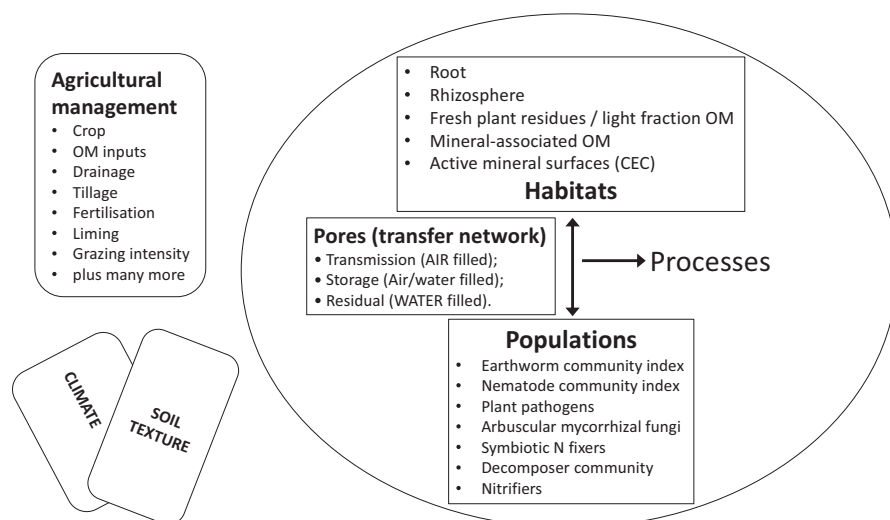 Agricultural
management
• Crop
• OM inputs
• Drainage
• Tillage
• Fertilisation
• Liming
• Grazing intensity
• plus many more
CLIMATE
SOIL
TEXTURE
• Root
• Rhizosphere
• Fresh plant residues / light fraction OM
• Mineral-associated OM
• Active mineral surfaces (CEC)
Habitats
Pores (transfer network)
• Transmission (AIR filled);
• Storage (Air/water filled);
• Residual (WATER filled).
Processes
Populations
• Earthworm community index
• Nematode community index
• Plant pathogens
• Arbuscular mycorrhizal fungi
• Symbiotic N fixers
• Decomposer community
• Nitrifiers